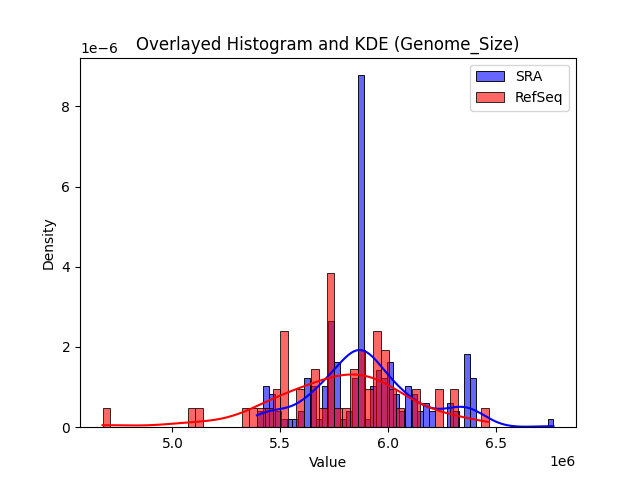 Overlayed Histogram and KDE (Genome_Size)
1e−6
SRA
RefSeq
8
6
4
2
0
Density
5.0
5.5
6.0
6.5
Value
1e6